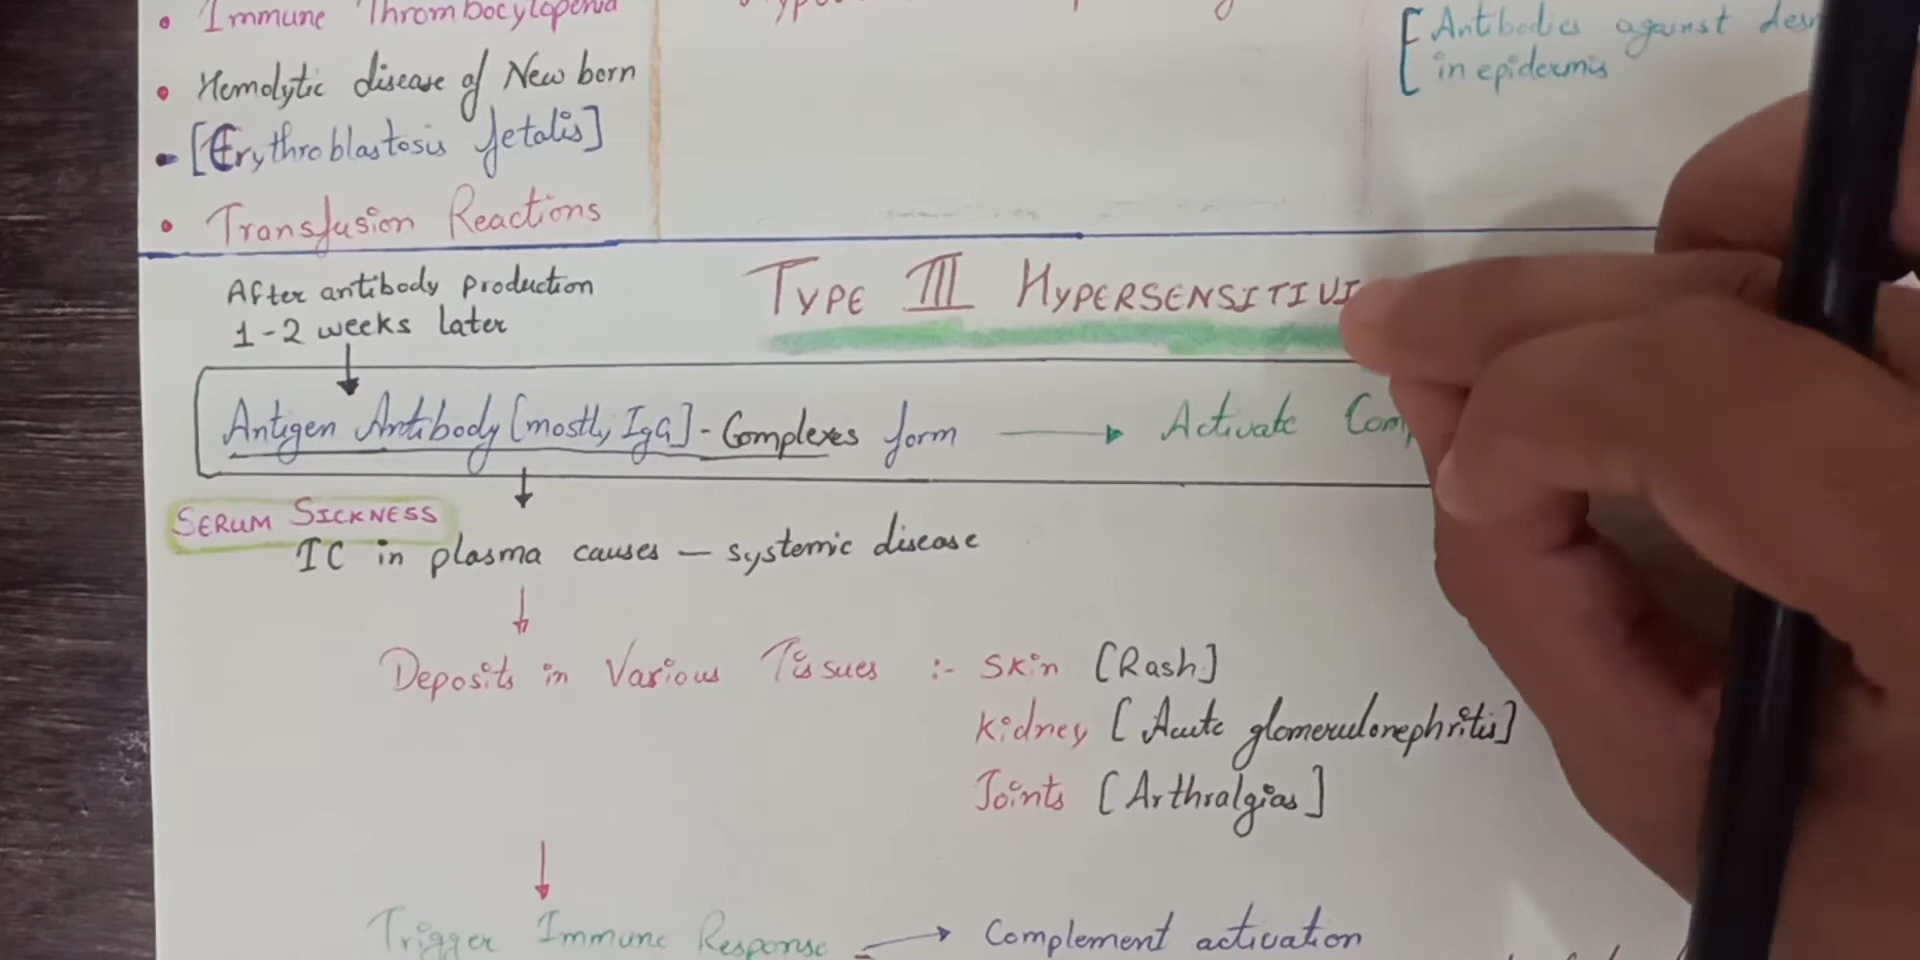 • Immune Thrombocytopenia
• Hemolytic disease of New born
[Erythroblastosis fetalis]
• Transfusion Reactions
[Antibodies against
in epidermis
After antibody production
1-2 weeks later
TYPE III HYPERSENSITIVI
Antigen Antibody [mostly IgG] - Complexes form → Activate
SERUM SICKNESS
IC in plasma causes — systemic disease
Deposits in Various Tissues :- Skin [Rash]
Kidney [Acute glomerulonephritis]
Joints [Arthralgias]
Trigger Immune Response → Complement activation